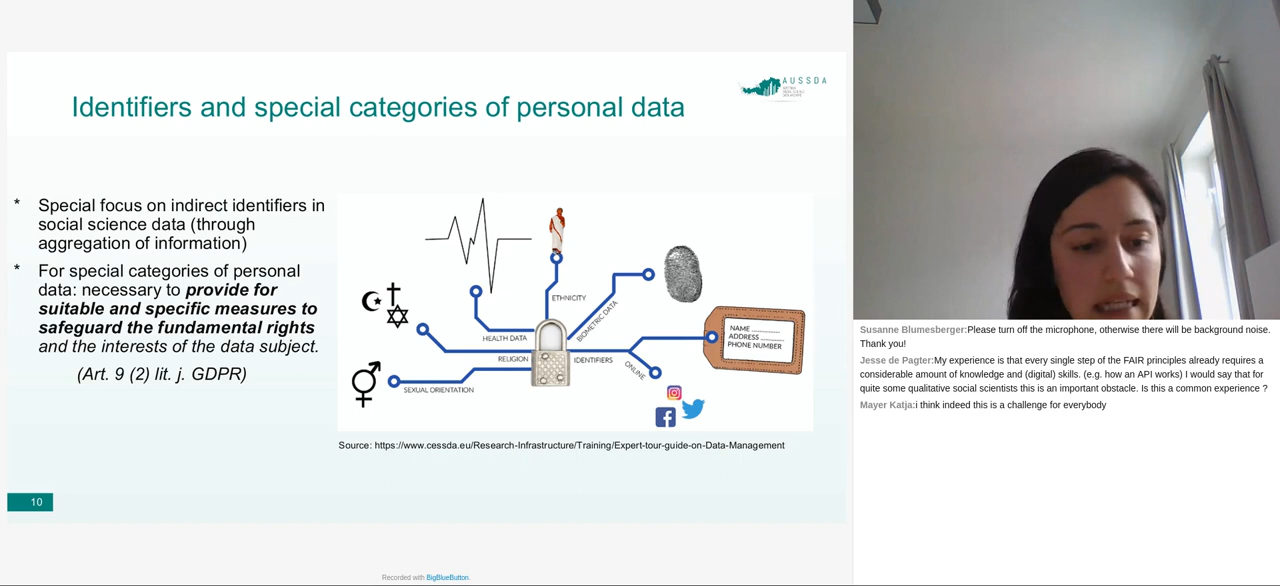 AUSSDA
Identifiers and special categories of personal data
* Special focus on indirect identifiers in
social science data (through
aggregation of information)
* For special categories of personal
data: necessary to provide for
suitable and specific measures to
safeguard the fundamental rights
and the interests of the data subject.
(Art. 9 (2) lit. j. GDPR)
ETHNICITY
BIOMETRIC DATA
HEALTH DATA
RELIGION
IDENTIFIERS
SEXUAL ORIENTATION
ONLINE
NAME
ADDRESS
PHONE NUMBER
Source: https://www.cessda.eu/Research-Infrastructure/Training/Expert-tour-guide-on-Data-Management
10
Recorded with BigBlueButton.
Susanne Blumesberger:Please turn off the microphone, otherwise there will be background noise.
Thank you!
Jesse de Pagter:My experience is that every single step of the FAIR principles already requires a
considerable amount of knowledge and (digital) skills. (e.g. how an API works) I would say that for
quite some qualitative social scientists this is an important obstacle. Is this a common experience ?
Mayer Katja:i think indeed this is a challenge for everybody